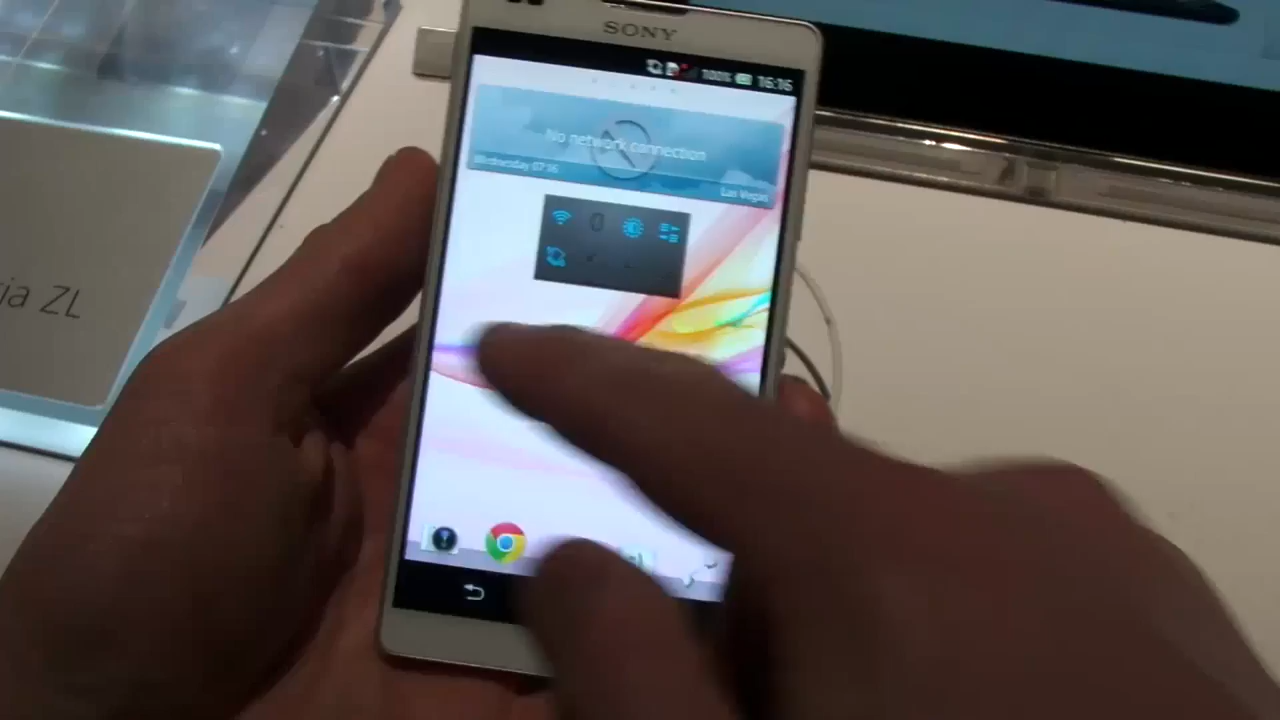 SONY
100% 16:16
No network connection
Wednesday 07:16
Las Vegas
ia ZL